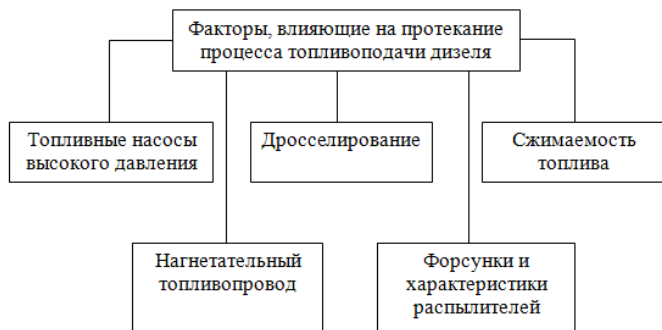 Факторы, влияющие на протекание
процесса топливоподачи дизеля
Топливные насосы
высокого давления
Дросселирование
Сжимаемость
топлива
Нагнетательный
топливопровод
Форсунки и
характеристики
распылителей